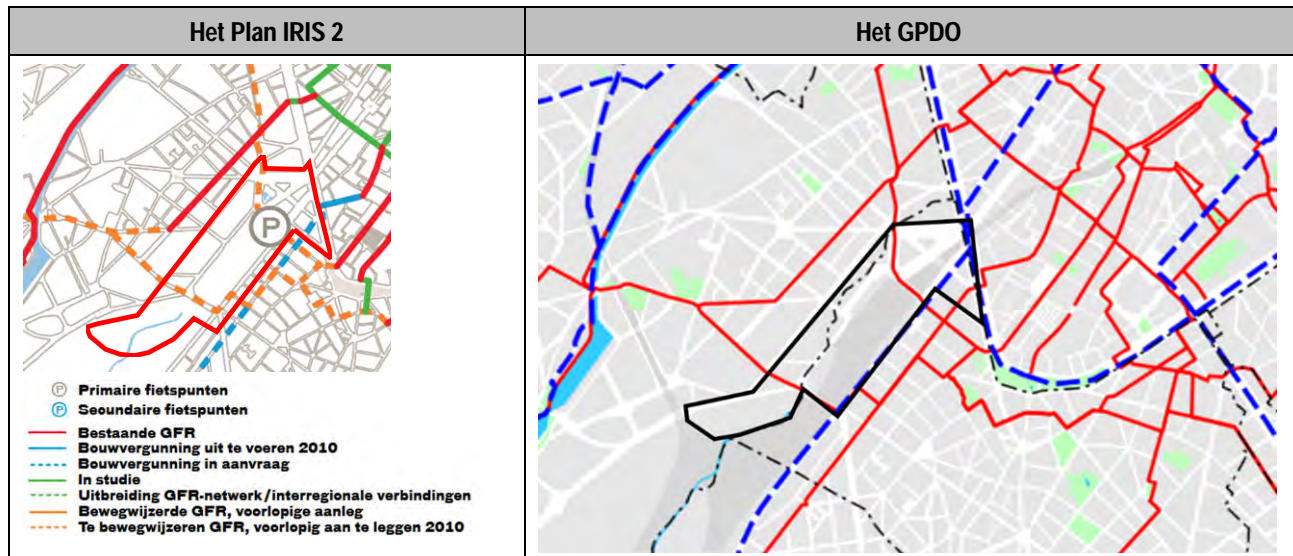 Het Plan IRIS 2
Het GPDO
P
P Primaire fietspunten
P Secundaire fietspunten
Bestaande GFR
Bouwvergunning uit te voeren 2010
Bouwvergunning in aanvraag
In studie
Uitbreiding GFR-netwerk/interregionale verbindingen
Bewegwijzerde GFR, voorlopige aanleg
Te bewegwijzeren GFR, voorlopig aan te leggen 2010